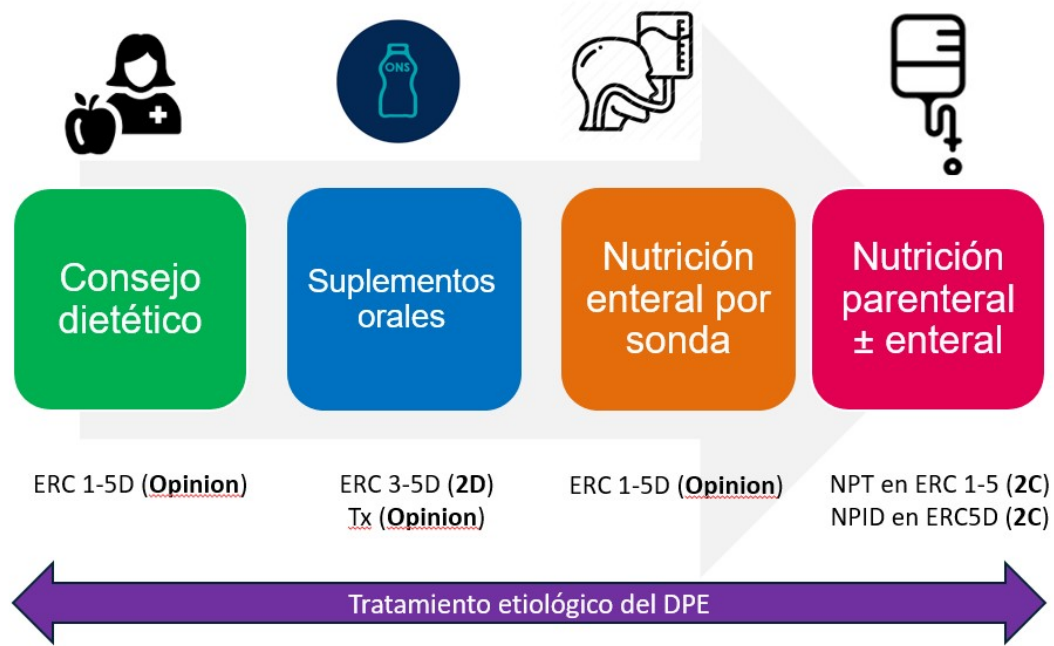 ONS
Consejo
dietético
Suplementos
orales
Nutrición
enteral por
sonda
Nutrición
parenteral
± enteral
ERC 1-5D (Opinion)
ERC 3-5D (2D)
Tx (Opinion)
ERC 1-5D (Opinion)
NPT en ERC 1-5 (2C)
NPID en ERC5D (2C)
Tratamiento etiológico del DPE